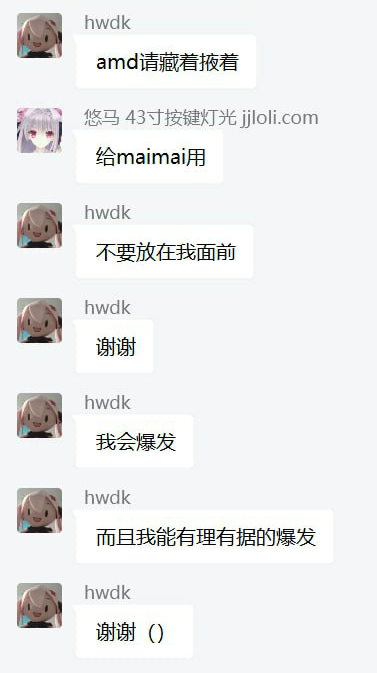 hwdk
amd请藏着掖着
悠马 43寸按键灯光 jjloli.com
给maimai用
hwdk
不要放在我面前
hwdk
谢谢
hwdk
我会爆发
hwdk
而且我能有理有据的爆发
hwdk
谢谢（）